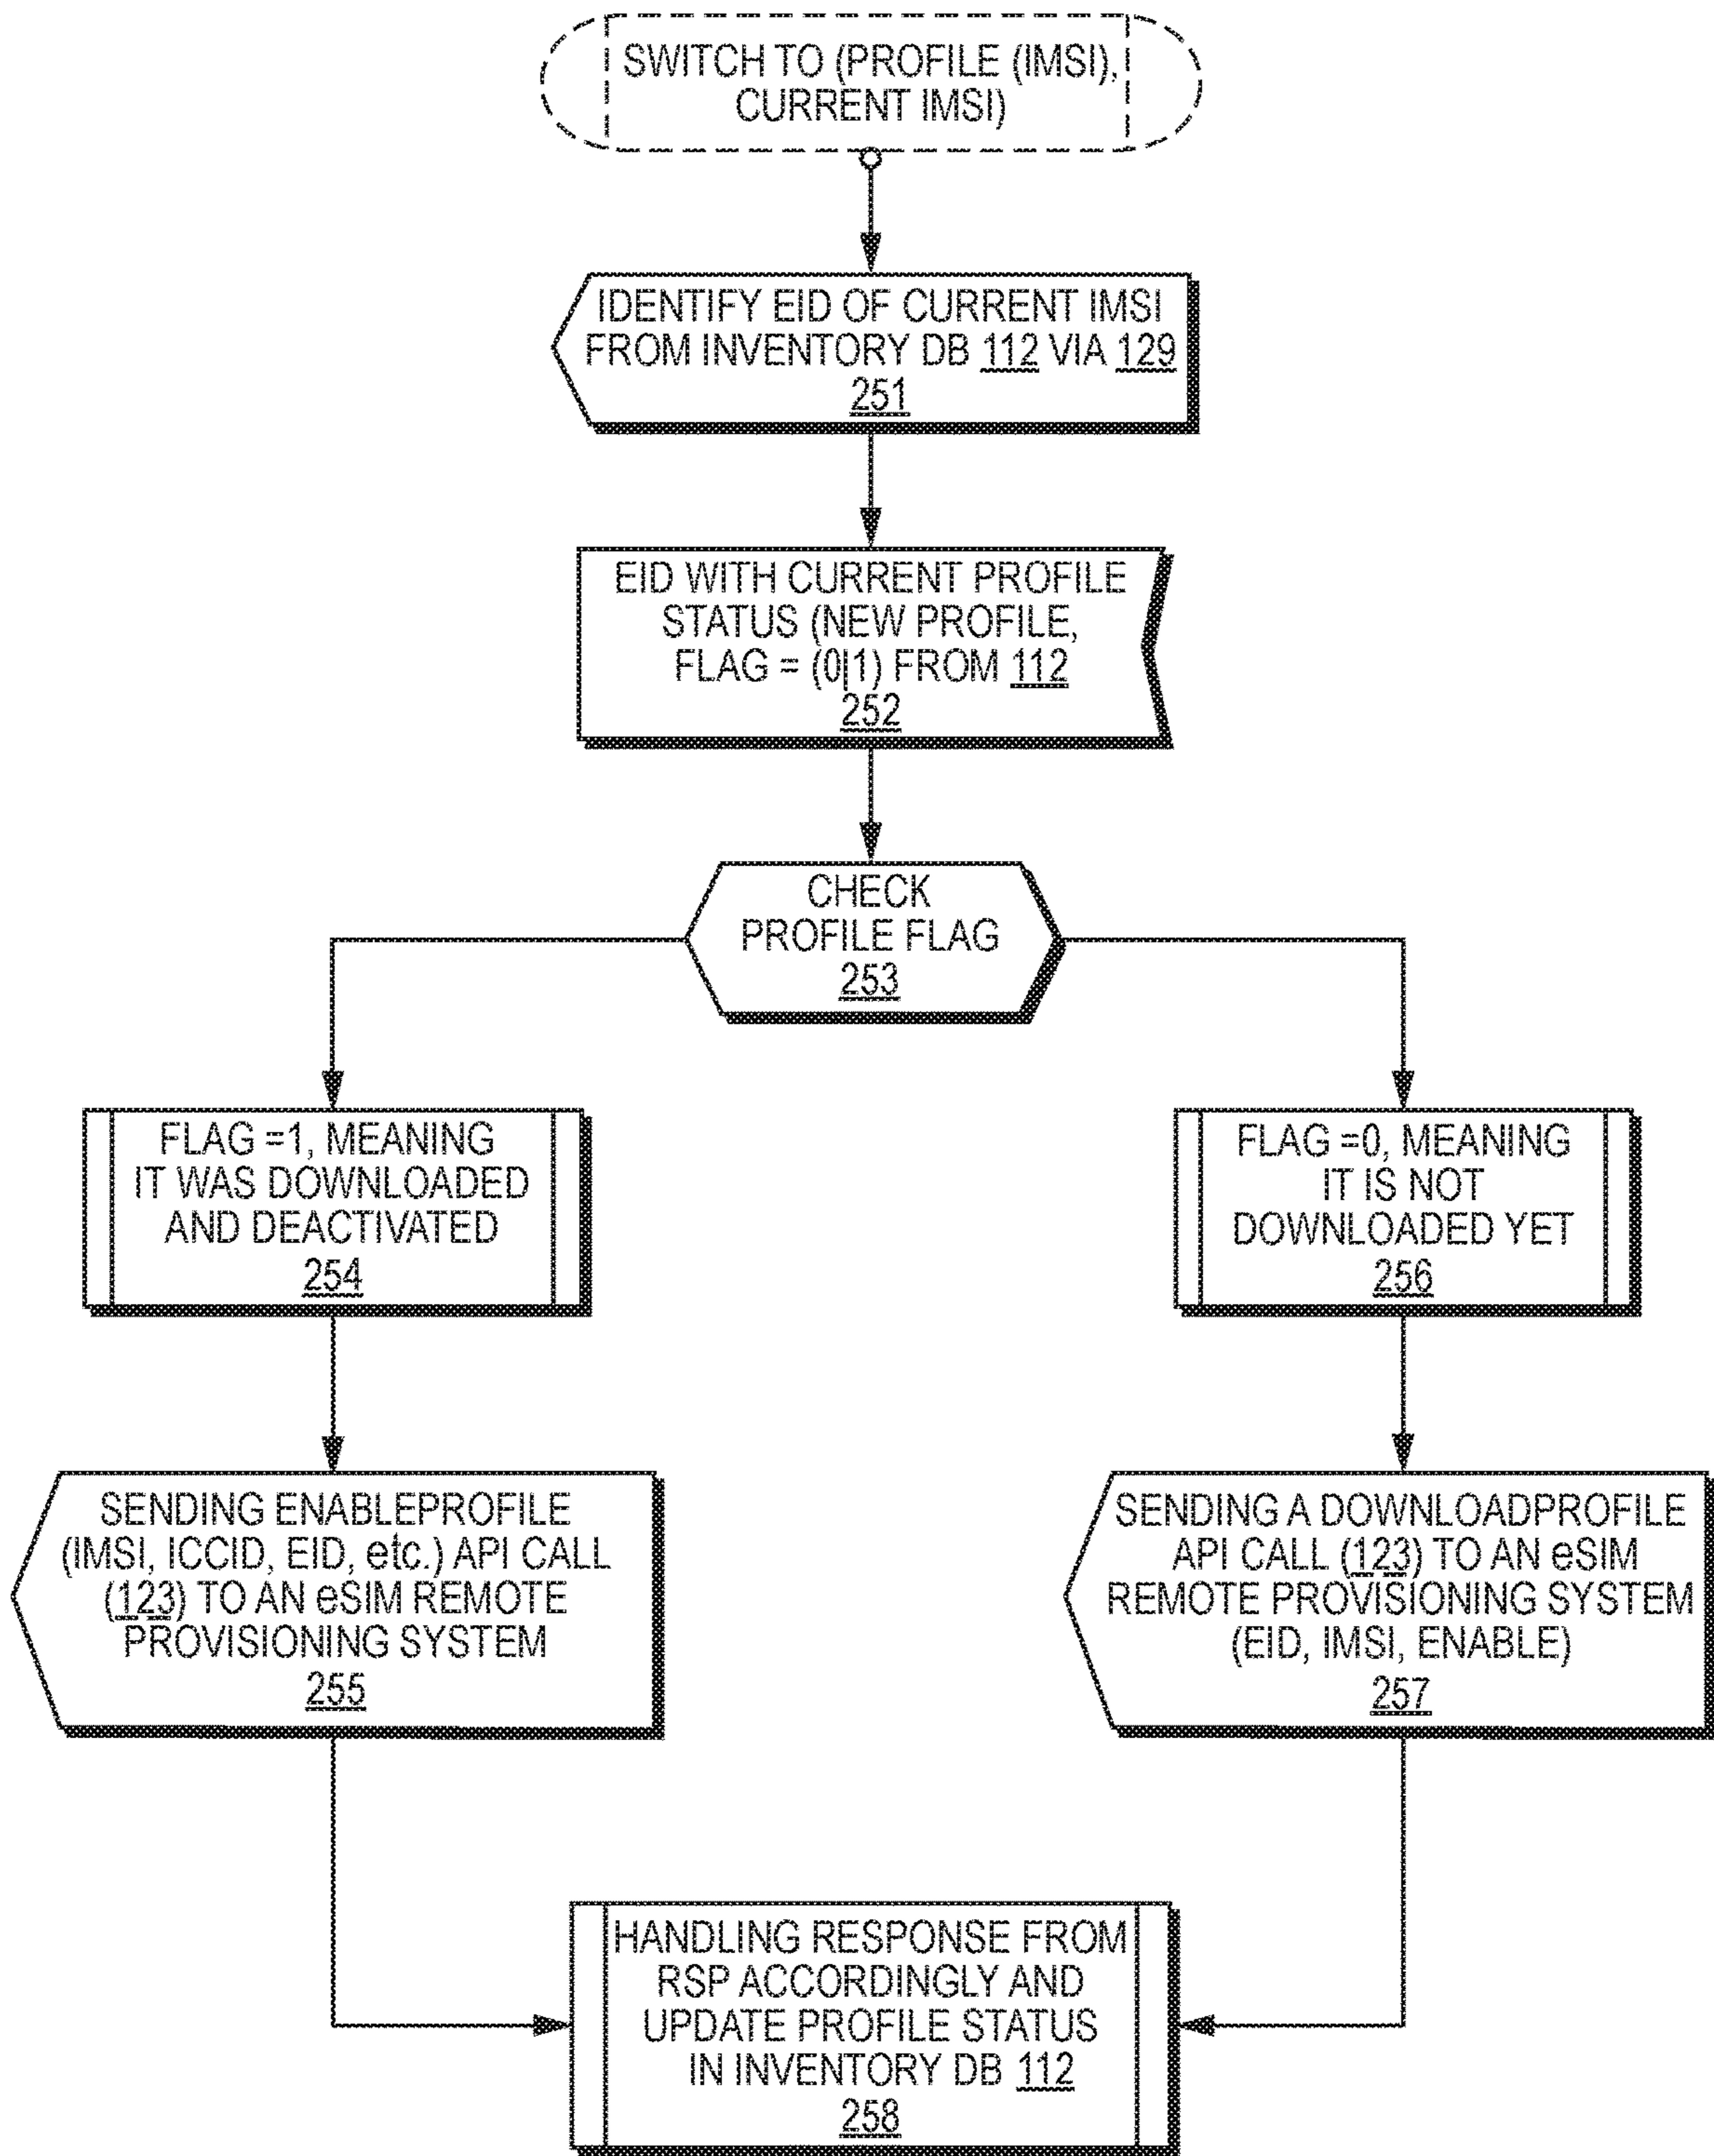 SWITCH TO (PROFILE (IMSI),
CURRENT IMSI)
IDENTIFY EID OF CURRENT IMSI
FROM INVENTORY DB 112 VIA 129
251
EID WITH CURRENT PROFILE
STATUS (NEW PROFILE,
FLAG = (0|1) FROM 112
252
CHECK
PROFILE FLAG
253
FLAG =1, MEANING
IT WAS DOWNLOADED
AND DEACTIVATED
254
FLAG =0, MEANING
IT IS NOT
DOWNLOADED YET
256
SENDING ENABLEPROFILE
(IMSI, ICCID, EID, etc.) API CALL
(123) TO AN eSIM REMOTE
PROVISIONING SYSTEM
255
SENDING A DOWNLOADPROFILE
API CALL (123) TO AN eSIM
REMOTE PROVISIONING SYSTEM
(EID, IMSI, ENABLE)
257
HANDLING RESPONSE FROM
RSP ACCORDINGLY AND
UPDATE PROFILE STATUS
IN INVENTORY DB 112
258